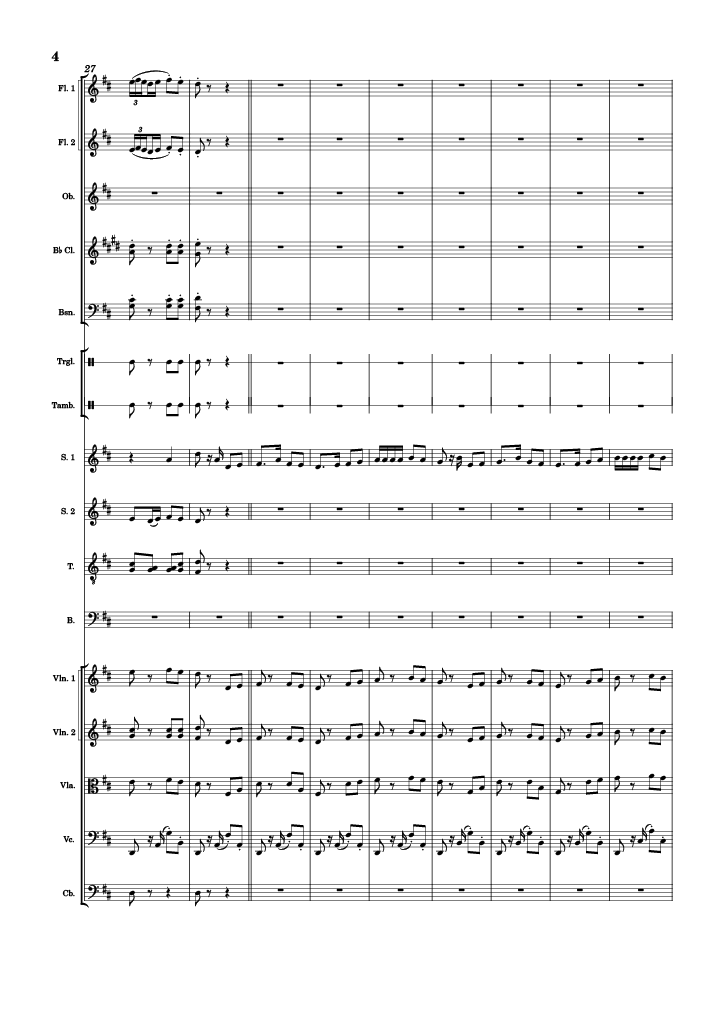 4
27
Fl. 1
3
Fl. 2
3
Ob.
B♭ Cl.
Bsn.
Trgl.
Tamb.
S. 1
S. 2
T.
8
B.
Vln. 1
Vln. 2
Vla.
Vc.
Cb.